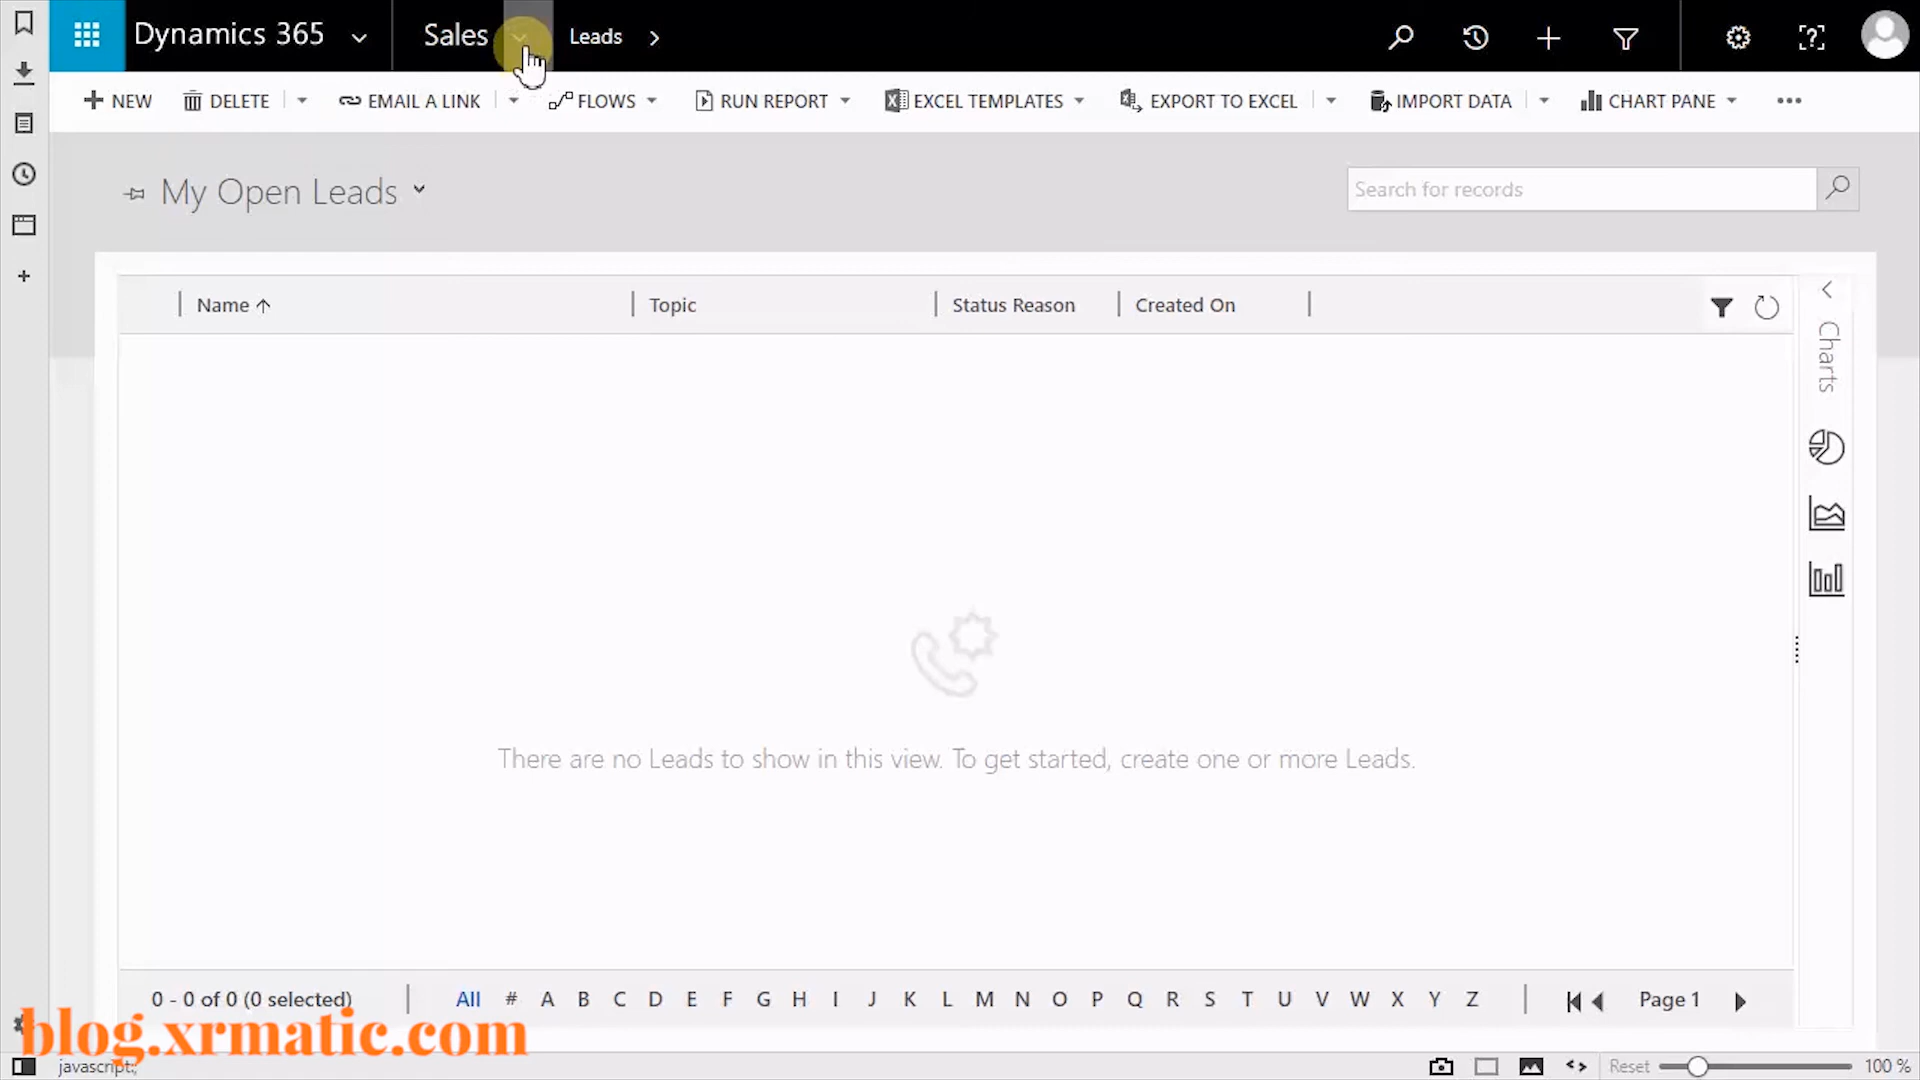 Dynamics 365
Sales
Leads
NEW
DELETE
EMAIL A LINK
FLOWS
RUN REPORT
EXCEL TEMPLATES
EXPORT TO EXCEL
IMPORT DATA
CHART PANE
My Open Leads
Search for records
Name
Topic
Status Reason
Created On
Charts
There are no Leads to show in this view. To get started, create one or more Leads.
0 - 0 of 0 (0 selected)
All # A B C D E F G H I J K L M N O P Q R S T U V W X Y Z
Page 1
blog.xrmatic.com
javascript:;
Reset
100 %